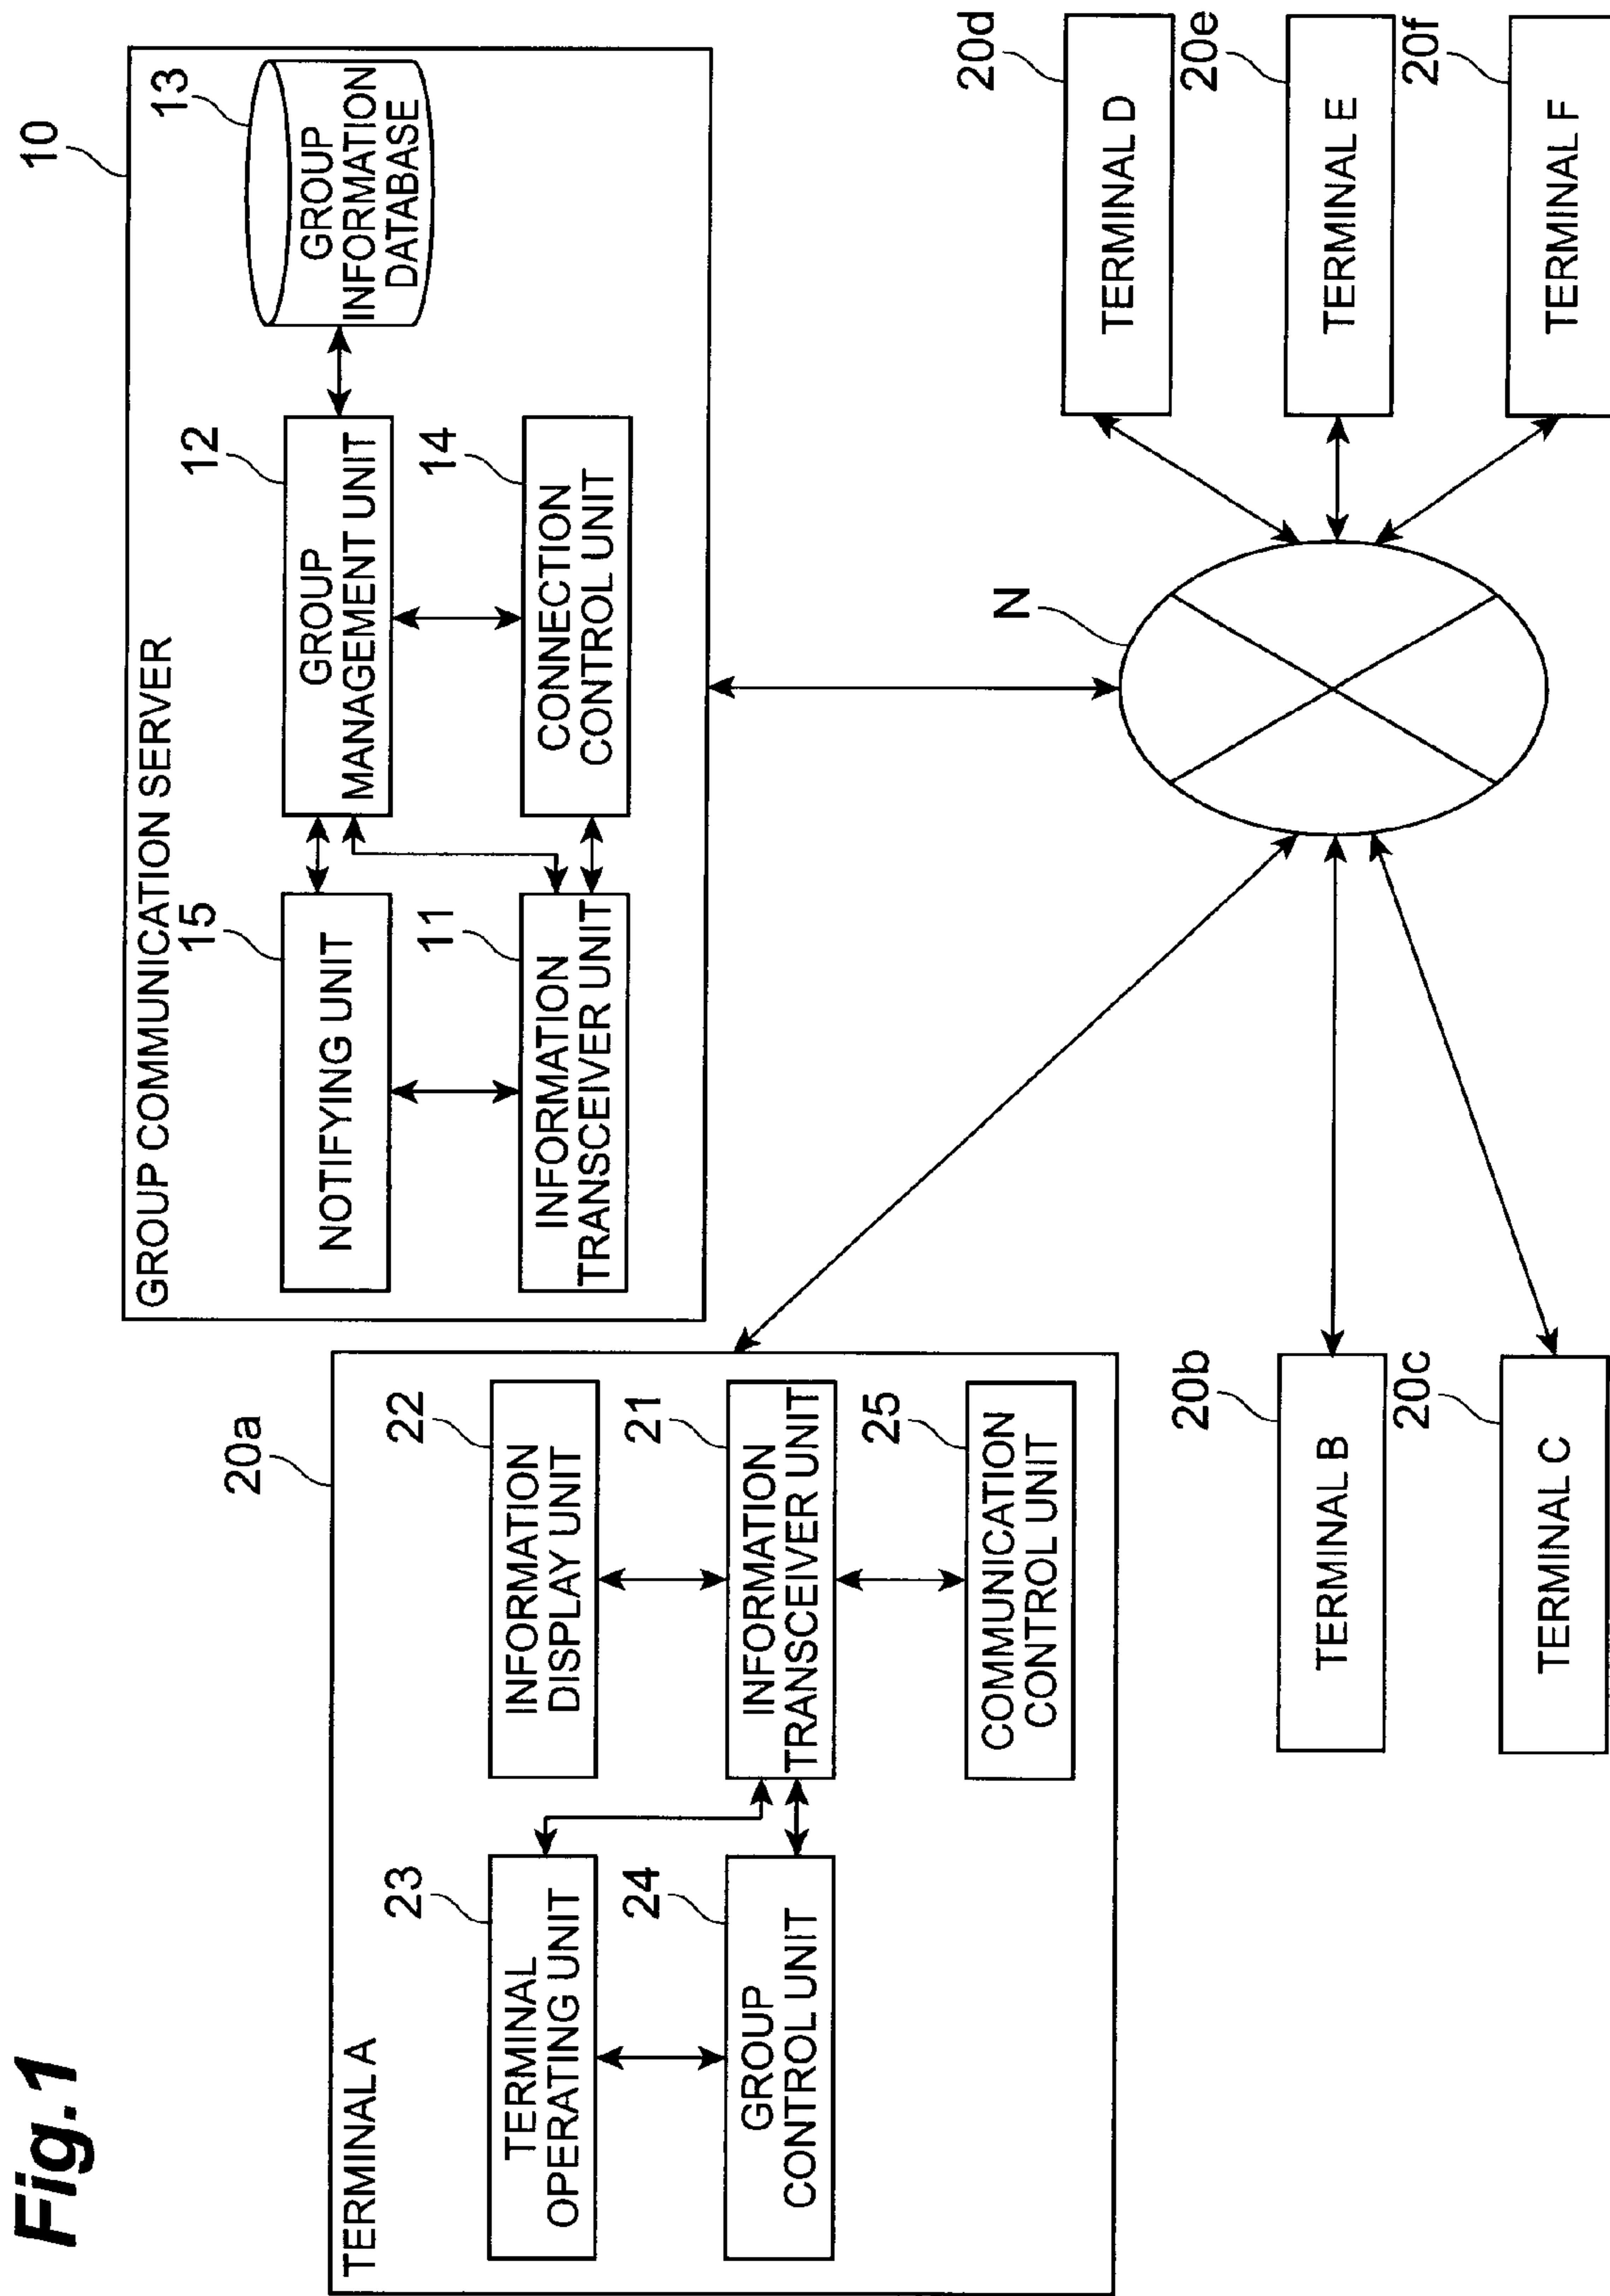 Fig.1
10
GROUP COMMUNICATION SERVER
15
NOTIFYING UNIT
12
GROUP
MANAGEMENT UNIT
13
GROUP
INFORMATION
DATABASE
11
INFORMATION
TRANSCEIVER UNIT
14
CONNECTION
CONTROL UNIT
20a
TERMINAL A
23
TERMINAL
OPERATING UNIT
22
INFORMATION
DISPLAY UNIT
24
GROUP
CONTROL UNIT
21
INFORMATION
TRANSCEIVER UNIT
25
COMMUNICATION
CONTROL UNIT
N
20b
TERMINAL B
20c
TERMINAL C
20d
TERMINAL D
20e
TERMINAL E
20f
TERMINAL F